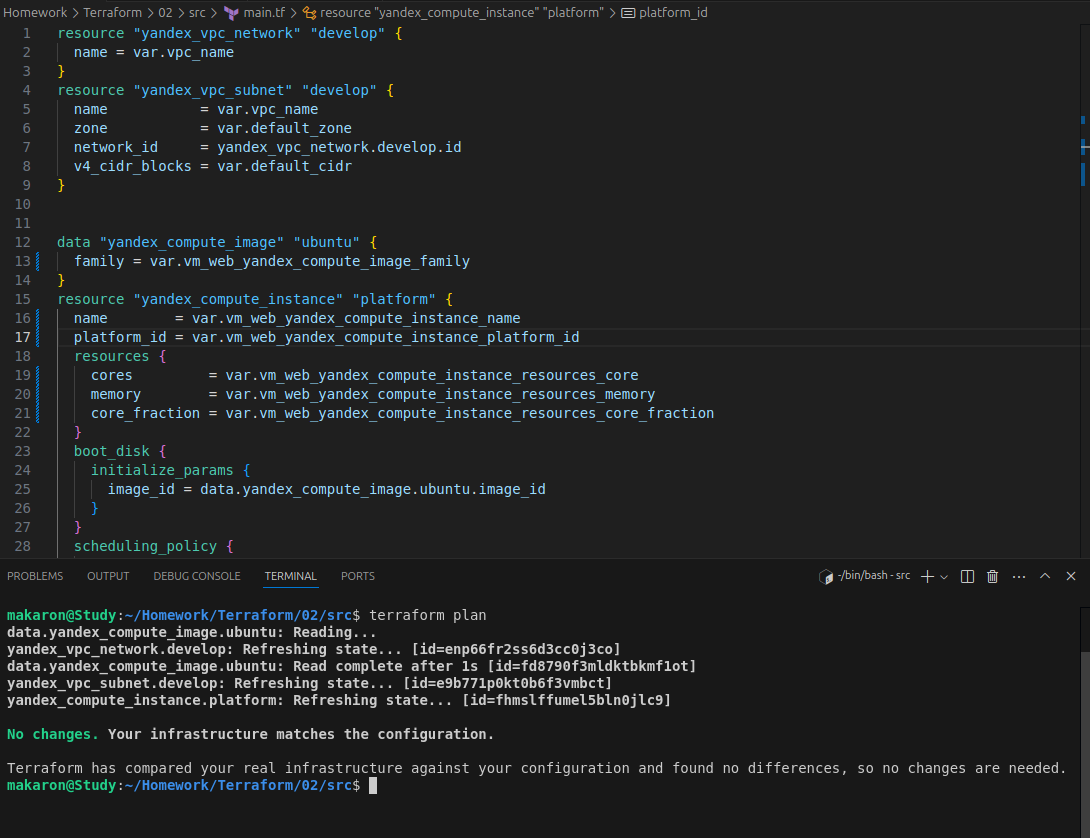 Homework > Terraform > 02 > src > main.tf > resource "yandex_compute_instance" "platform" > platform_id
1 resource "yandex_vpc_network" "develop" {
2 name = var.vpc_name
3 }
4 resource "yandex_vpc_subnet" "develop" {
5 name           = var.vpc_name
6 zone           = var.default_zone
7 network_id     = yandex_vpc_network.develop.id
8 v4_cidr_blocks = var.default_cidr
9 }
10
11
12 data "yandex_compute_image" "ubuntu" {
13 family = var.vm_web_yandex_compute_image_family
14 }
15 resource "yandex_compute_instance" "platform" {
16 name        = var.vm_web_yandex_compute_instance_name
17 platform_id = var.vm_web_yandex_compute_instance_platform_id
18 resources {
19 cores         = var.vm_web_yandex_compute_instance_resources_core
20 memory        = var.vm_web_yandex_compute_instance_resources_memory
21 core_fraction = var.vm_web_yandex_compute_instance_resources_core_fraction
22 }
23 boot_disk {
24 initialize_params {
25 image_id = data.yandex_compute_image.ubuntu.image_id
26 }
27 }
28 scheduling_policy {
PROBLEMS OUTPUT DEBUG CONSOLE TERMINAL PORTS -/bin/bash - src
makaron@Study:~/Homework/Terraform/02/src$ terraform plan
data.yandex_compute_image.ubuntu: Reading...
yandex_vpc_network.develop: Refreshing state... [id=enp66fr2ss6d3cc0j3co]
data.yandex_compute_image.ubuntu: Read complete after 1s [id=fd8790f3mldktbkmf1ot]
yandex_vpc_subnet.develop: Refreshing state... [id=e9b771p0kt0b6f3vmbct]
yandex_compute_instance.platform: Refreshing state... [id=fhmslffumel5bln0jlc9]
No changes. Your infrastructure matches the configuration.
Terraform has compared your real infrastructure against your configuration and found no differences, so no changes are needed.
makaron@Study:~/Homework/Terraform/02/src$